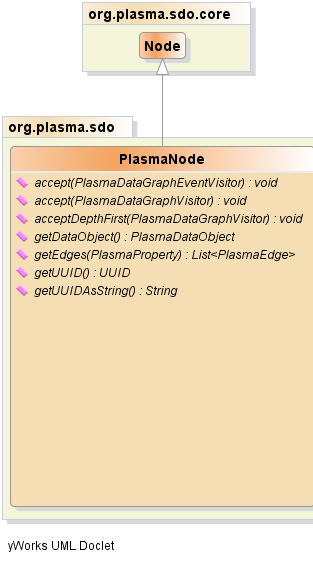 org.plasma.sdo.core
Node
org.plasma.sdo
PlasmaNode
accept(PlasmaDataGraphEventVisitor) : void
accept(PlasmaDataGraphVisitor) : void
acceptDepthFirst(PlasmaDataGraphVisitor) : void
getDataObject() : PlasmaDataObject
getEdges(PlasmaProperty) : List<PlasmaEdge>
getUUID() : UUID
getUUIDAsString() : String
yWorks UML Doclet